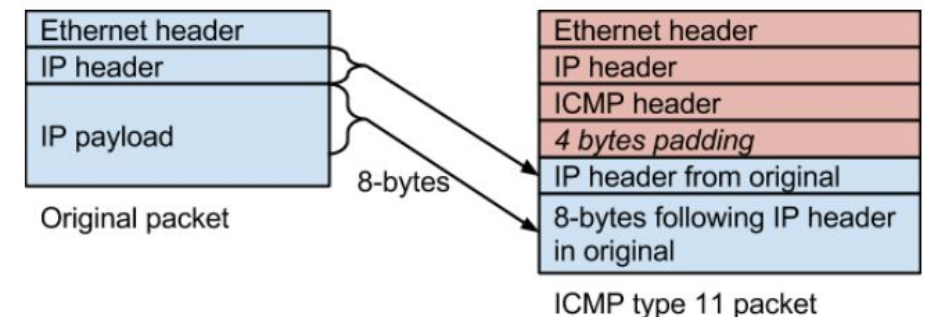 Ethernet header
IP header
IP payload
8-bytes
Original packet
Ethernet header
IP header
ICMP header
4 bytes padding
IP header from original
8-bytes following IP header
in original
ICMP type 11 packet